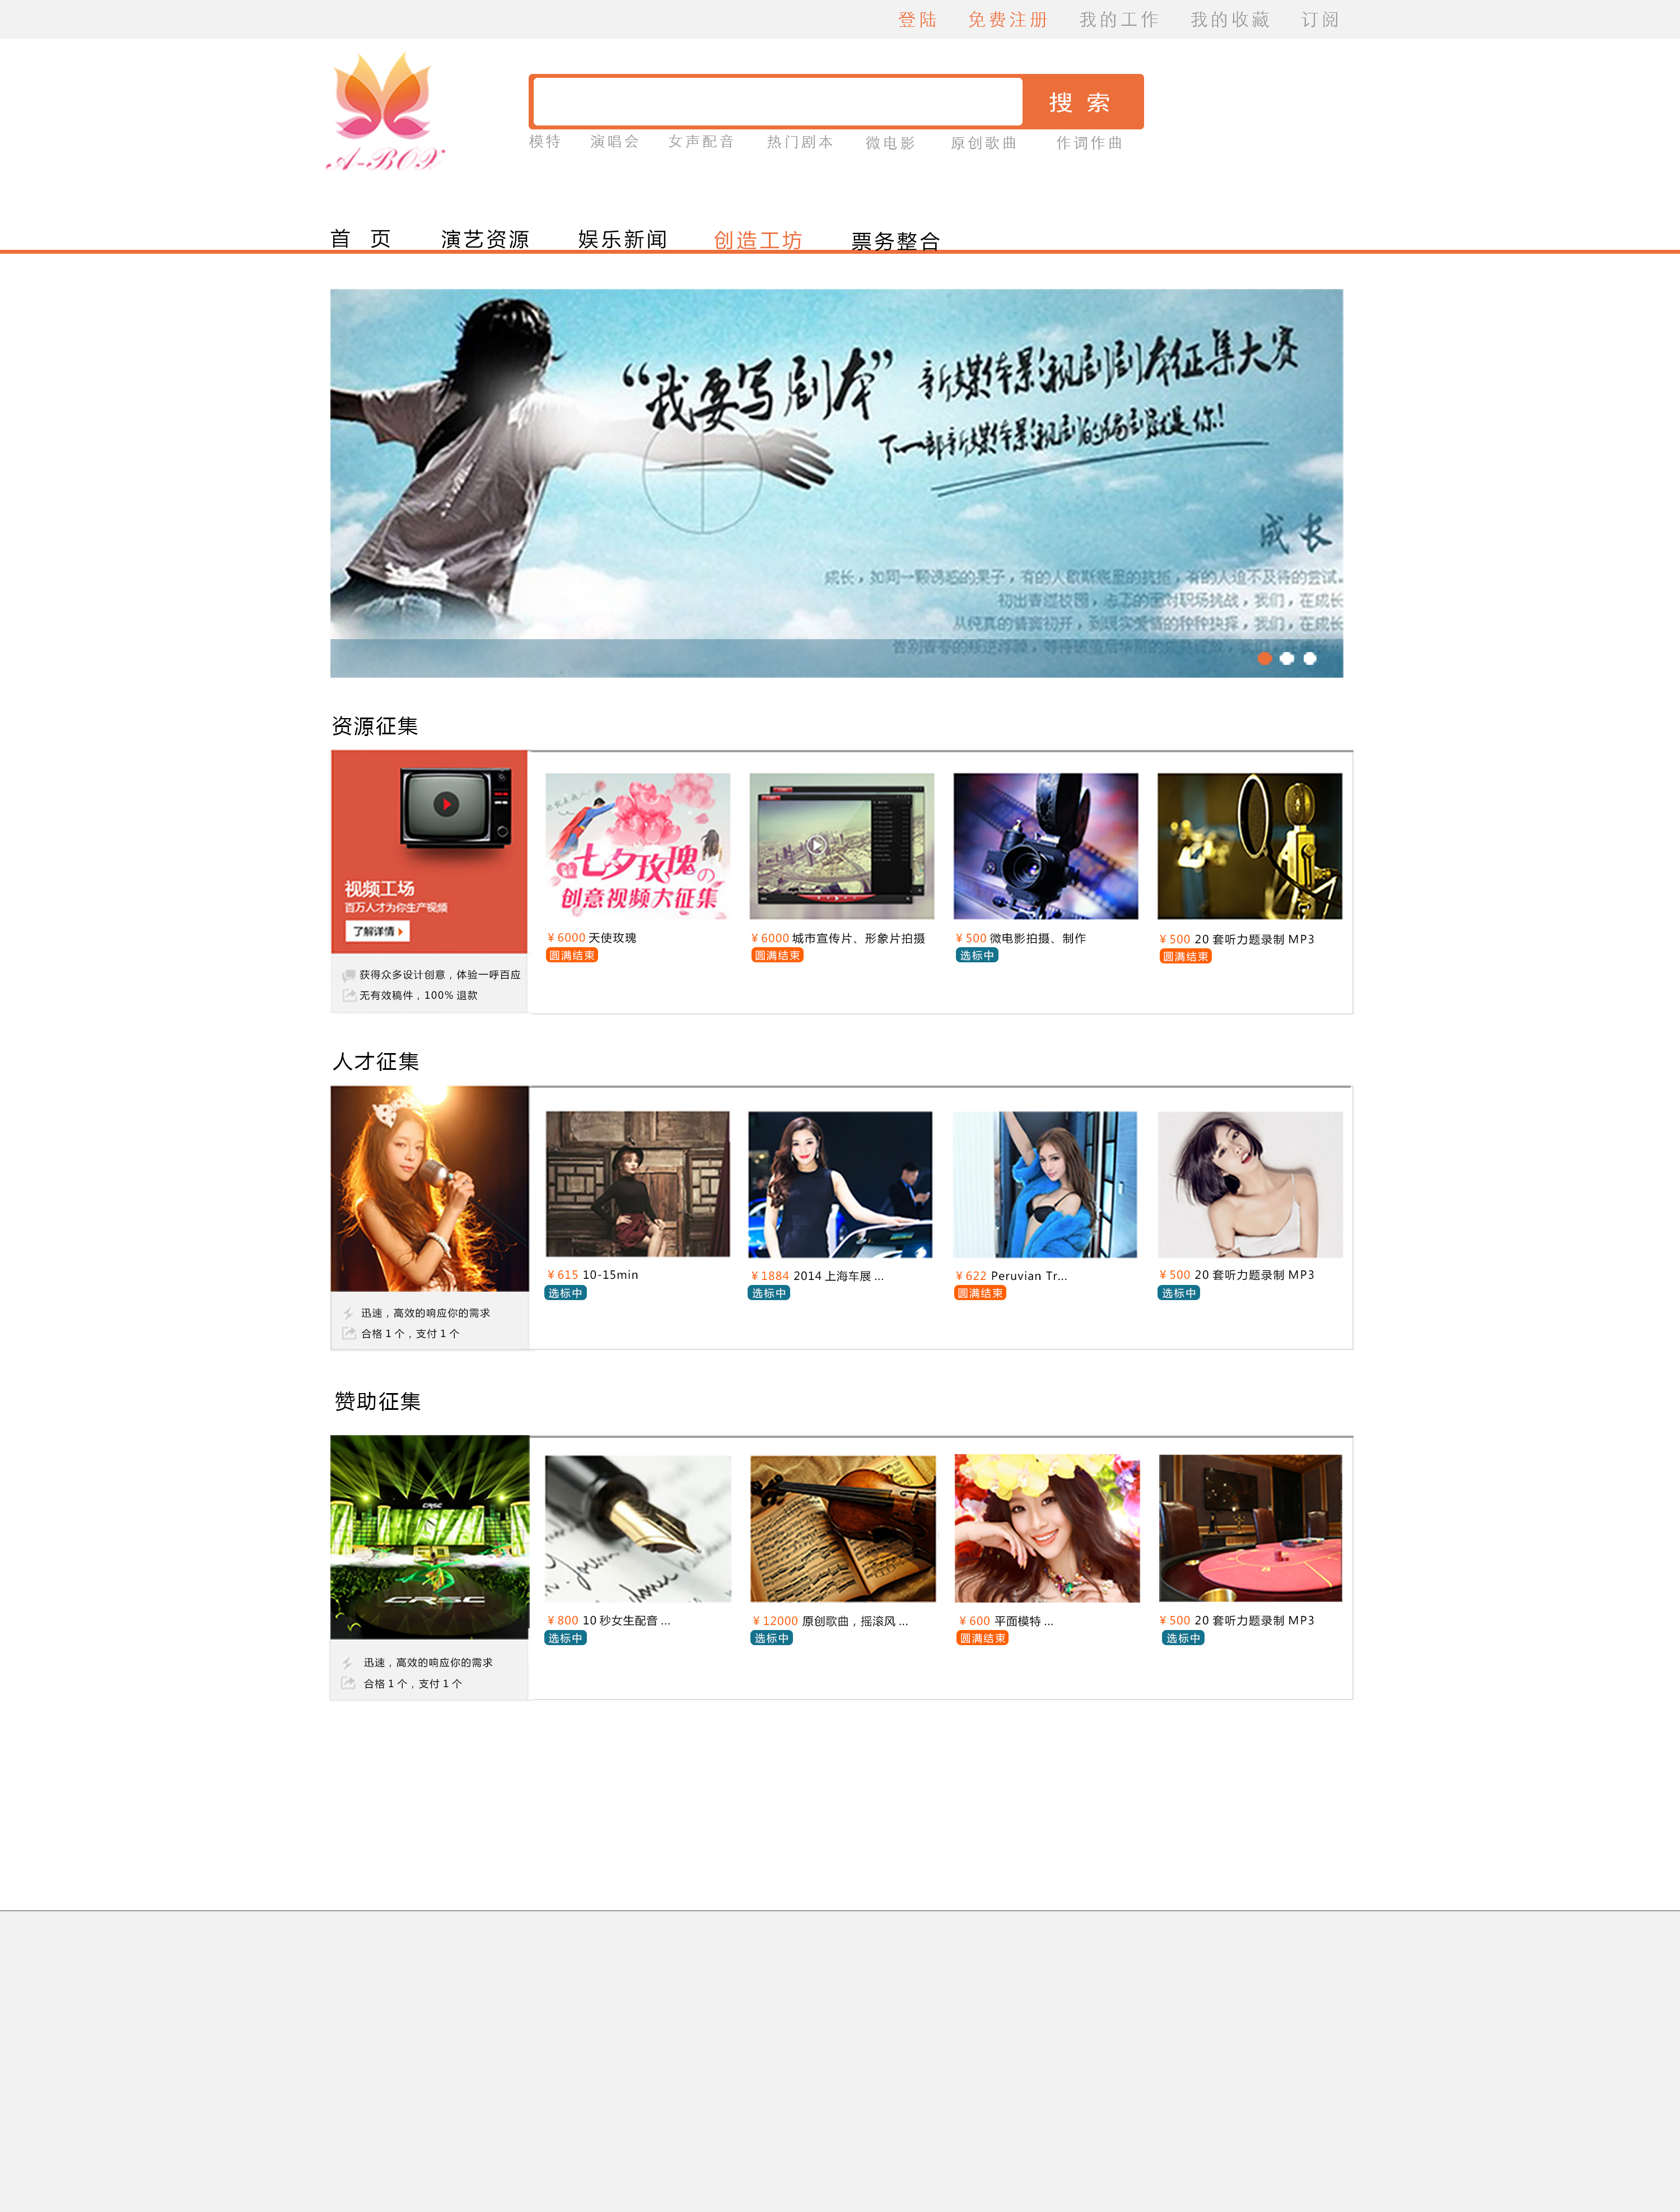 登陆 免费注册 我的工作 我的收藏 订阅
A-BOX
搜 索
模特 演唱会 女声配音 热门剧本 微电影 原创歌曲 作词作曲
首 页 演艺资源 娱乐新闻 创造工坊 票务整合
“我要写剧本” 新媒体影视剧剧本征集大赛
下一部新媒体影视剧的编剧就是你!
成长
成长，如同一颗诱惑的果子，有的人歇斯底里的抗拒，有的人迫不及待的尝试。
初出香过校园，忐忑的面对职场挑战，我们，在成长
从纯真的情窦初开，到现实爱情的种种抉择，我们，在成长
资源征集
视频工场
百万人才为你生产视频
了解详情
获得众多设计创意，体验一呼百应
无有效稿件，100% 退款
七夕玫瑰の
创意视频大征集
¥ 6000 天使玫瑰
圆满结束
¥ 6000 城市宣传片、形象片拍摄
圆满结束
¥ 500 微电影拍摄、制作
选标中
¥ 500 20 套听力题录制 MP3
圆满结束
人才征集
迅速，高效的响应你的需求
合格 1 个，支付 1 个
¥ 615 10-15min
选标中
¥ 1884 2014 上海车展 ...
选标中
¥ 622 Peruvian Tr...
圆满结束
¥ 500 20 套听力题录制 MP3
选标中
赞助征集
CRSC
CRSC
迅速，高效的响应你的需求
合格 1 个，支付 1 个
¥ 800 10 秒女生配音 ...
选标中
¥ 12000 原创歌曲，摇滚风 ...
选标中
¥ 600 平面模特 ...
圆满结束
¥ 500 20 套听力题录制 MP3
选标中